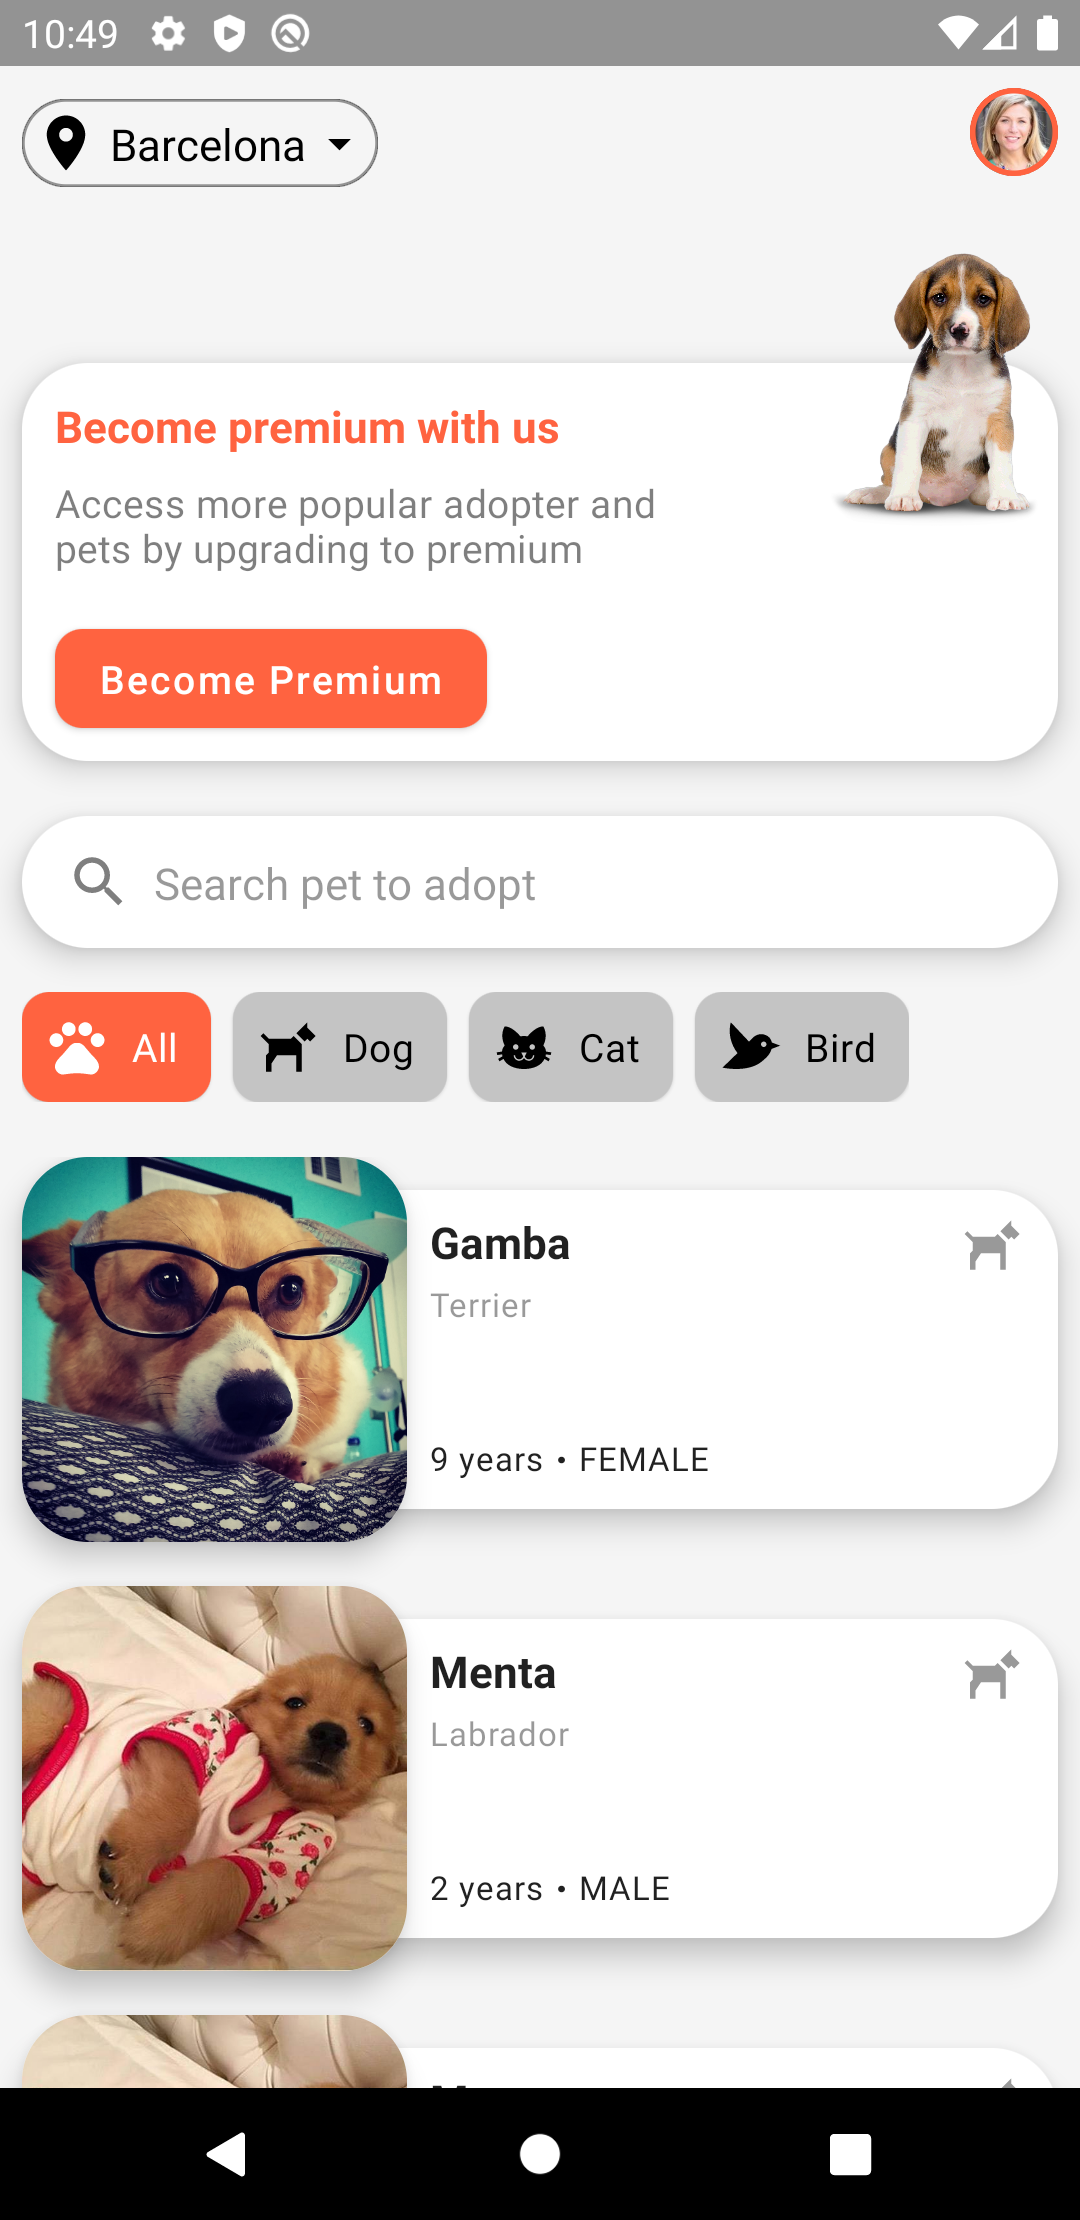 10:49
Barcelona
Become premium with us
Access more popular adopter and
pets by upgrading to premium
Become Premium
Search pet to adopt
All
Dog
Cat
Bird
Gamba
Terrier
9 years • FEMALE
Menta
Labrador
2 years • MALE